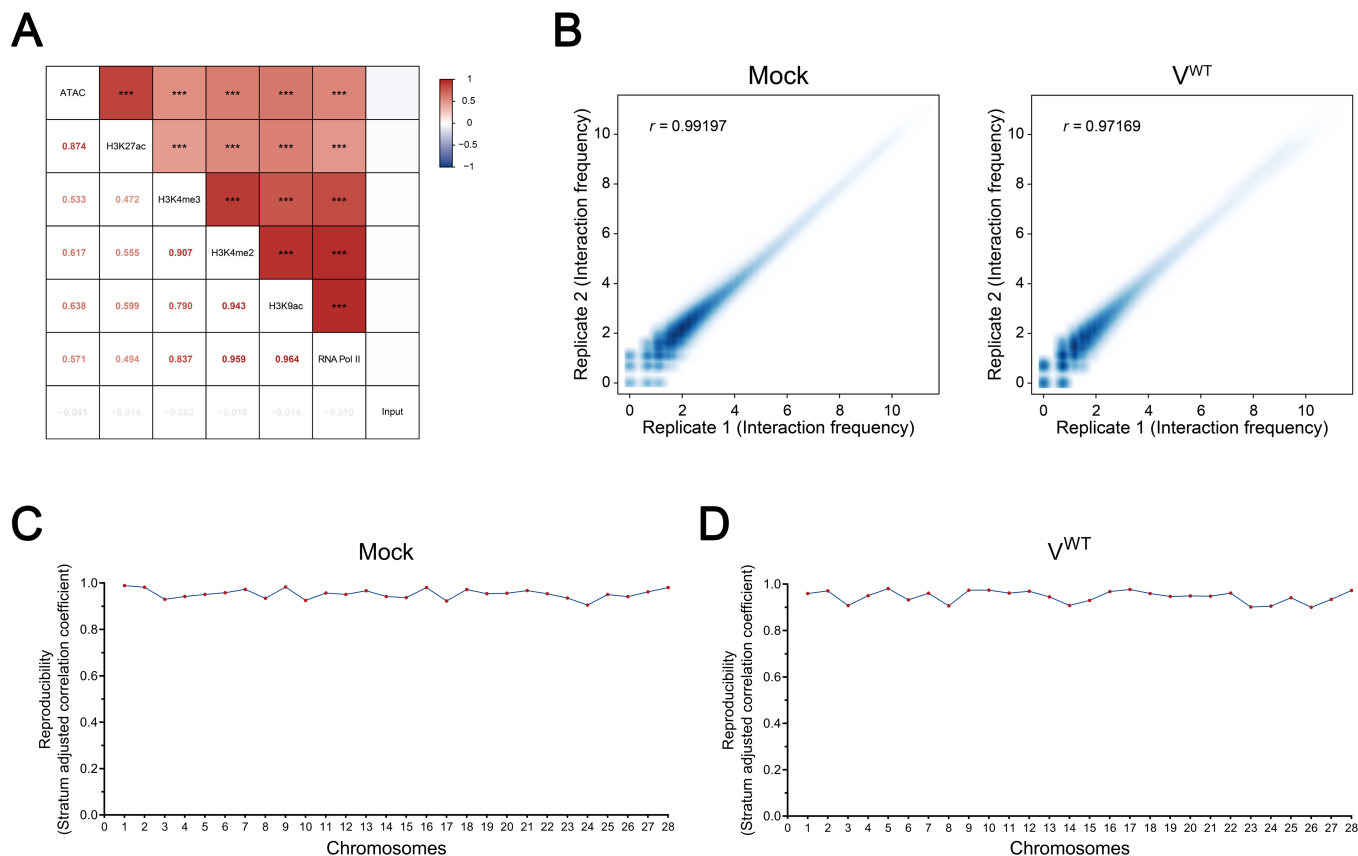 A
ATAC
***
***
***
***
***
0.874
H3K27ac
***
***
***
***
0.533
0.472
H3K4me3
***
***
***
0.617
0.555
0.907
H3K4me2
***
***
0.638
0.599
0.790
0.943
H3K9ac
***
0.571
0.494
0.837
0.959
0.964
RNA Pol II
−0.041
−0.014
−0.002
−0.010
−0.014
−0.010
Input
1
0.5
0
−0.5
−1
B
Mock
r = 0.99197
Replicate 2 (Interaction frequency)
10
8
6
4
2
0
0 2 4 6 8 10
Replicate 1 (Interaction frequency)
VWT
r = 0.97169
Replicate 2 (Interaction frequency)
10
8
6
4
2
0
0 2 4 6 8 10
Replicate 1 (Interaction frequency)
C
Mock
Reproducibility
(Stratum adjusted correlation coefficient)
1.0
0.8
0.6
0.4
0.2
0.0
0 1 2 3 4 5 6 7 8 9 10 11 12 13 14 15 16 17 18 19 20 21 22 23 24 25 26 27 28
Chromosomes
D
VWT
Reproducibility
(Stratum adjusted correlation coefficient)
1.0
0.8
0.6
0.4
0.2
0.0
0 1 2 3 4 5 6 7 8 9 10 11 12 13 14 15 16 17 18 19 20 21 22 23 24 25 26 27 28
Chromosomes